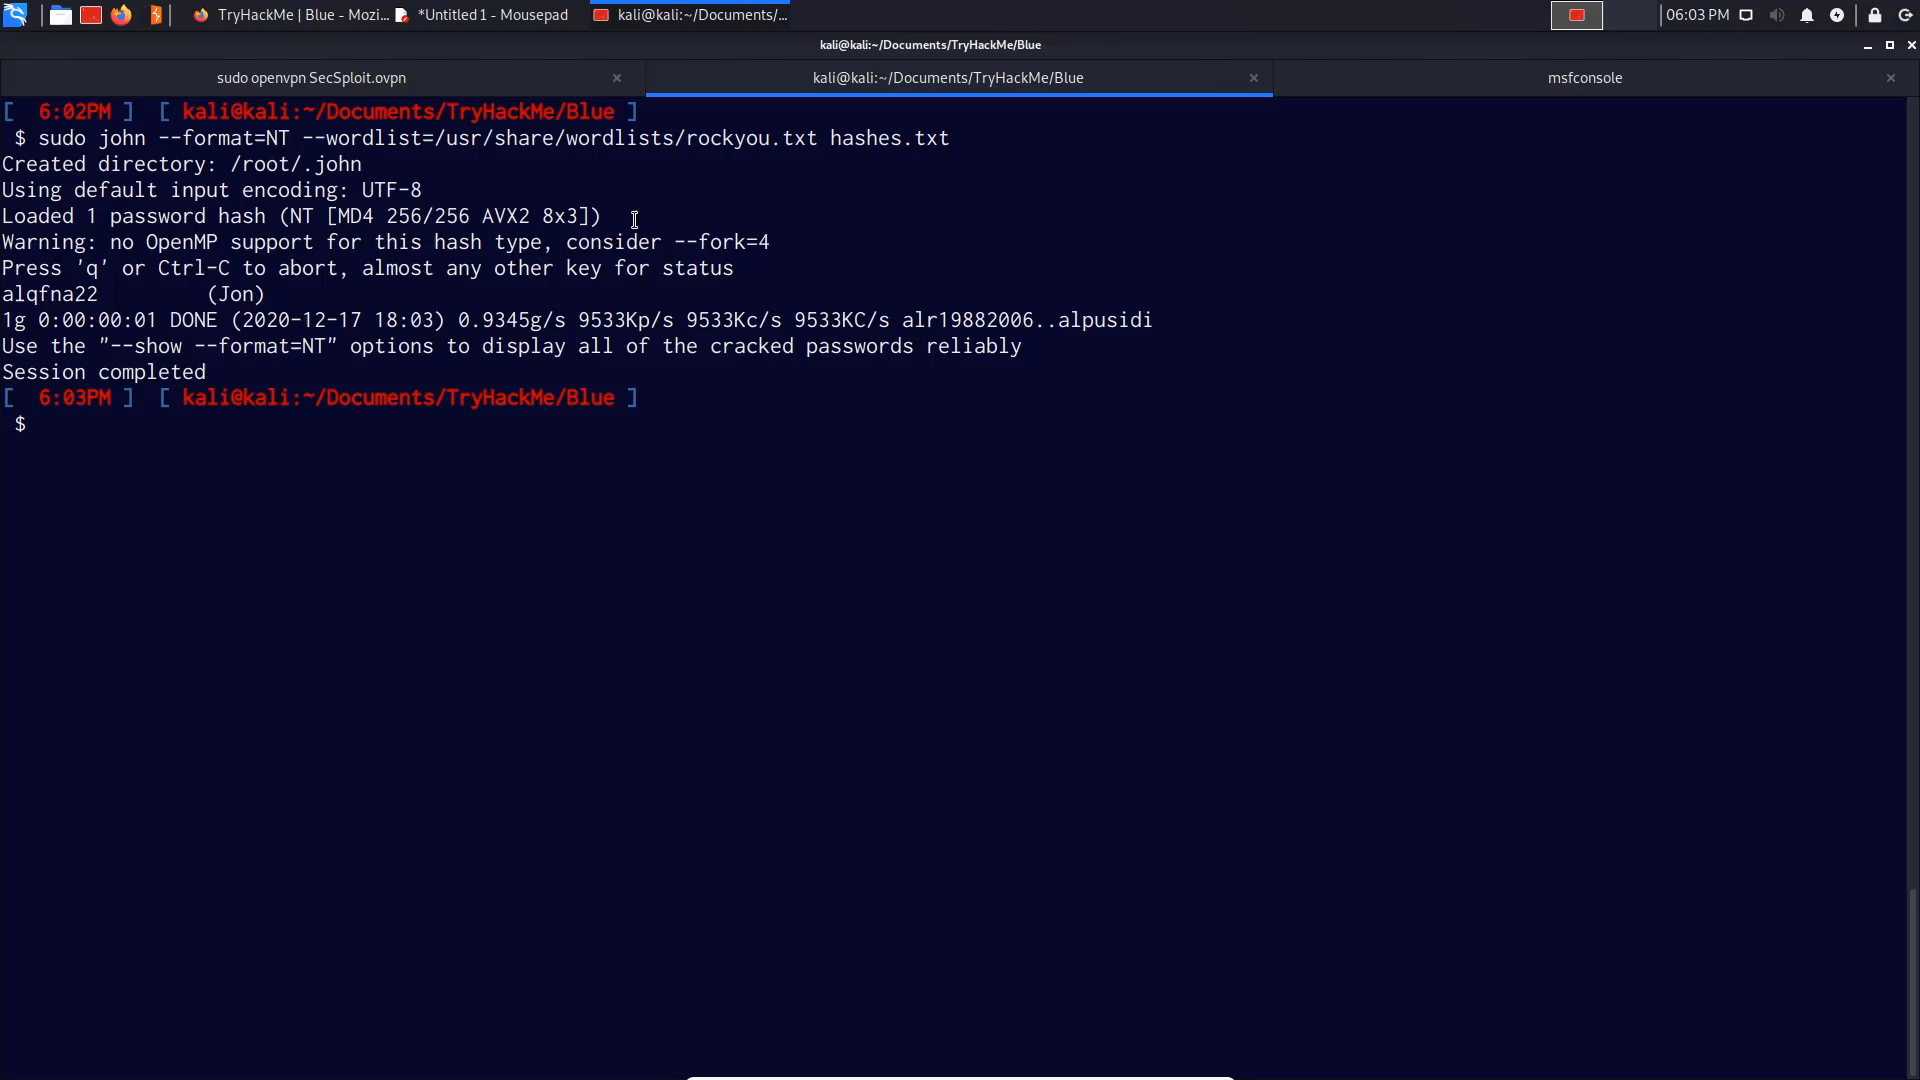 TryHackMe | Blue - Mozi... *Untitled 1 - Mousepad kali@kali:~/Documents/... 06:03 PM
kali@kali:~/Documents/TryHackMe/Blue
sudo openvpn SecSploit.ovpn kali@kali:~/Documents/TryHackMe/Blue msfconsole
[  6:02PM ]  [ kali@kali:~/Documents/TryHackMe/Blue ]
$ sudo john --format=NT --wordlist=/usr/share/wordlists/rockyou.txt hashes.txt
Created directory: /root/.john
Using default input encoding: UTF-8
Loaded 1 password hash (NT [MD4 256/256 AVX2 8x3])
Warning: no OpenMP support for this hash type, consider --fork=4
Press 'q' or Ctrl-C to abort, almost any other key for status
alqfna22         (Jon)
1g 0:00:00:01 DONE (2020-12-17 18:03) 0.9345g/s 9533Kp/s 9533Kc/s 9533KC/s alr19882006..alpusidi
Use the "--show --format=NT" options to display all of the cracked passwords reliably
Session completed
[  6:03PM ]  [ kali@kali:~/Documents/TryHackMe/Blue ]
$